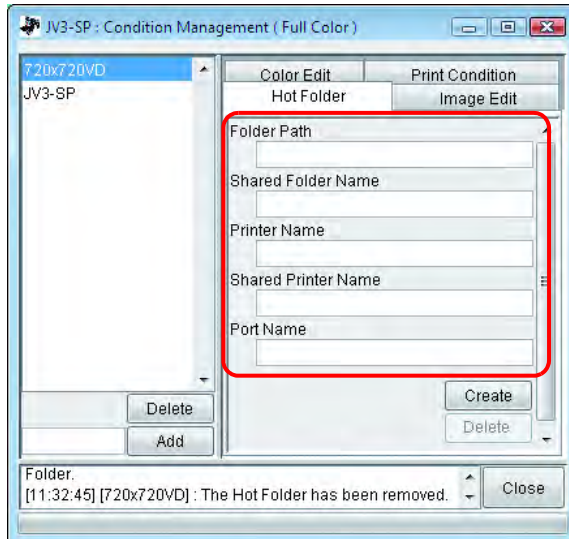 JV3-SP : Condition Management ( Full Color )
720x720VD
JV3-SP
Color Edit
Print Condition
Hot Folder
Image Edit
Folder Path
Shared Folder Name
Printer Name
Shared Printer Name
Port Name
Create
Delete
Delete
Add
Folder.
[11:32:45] [720x720VD] : The Hot Folder has been removed.
Close